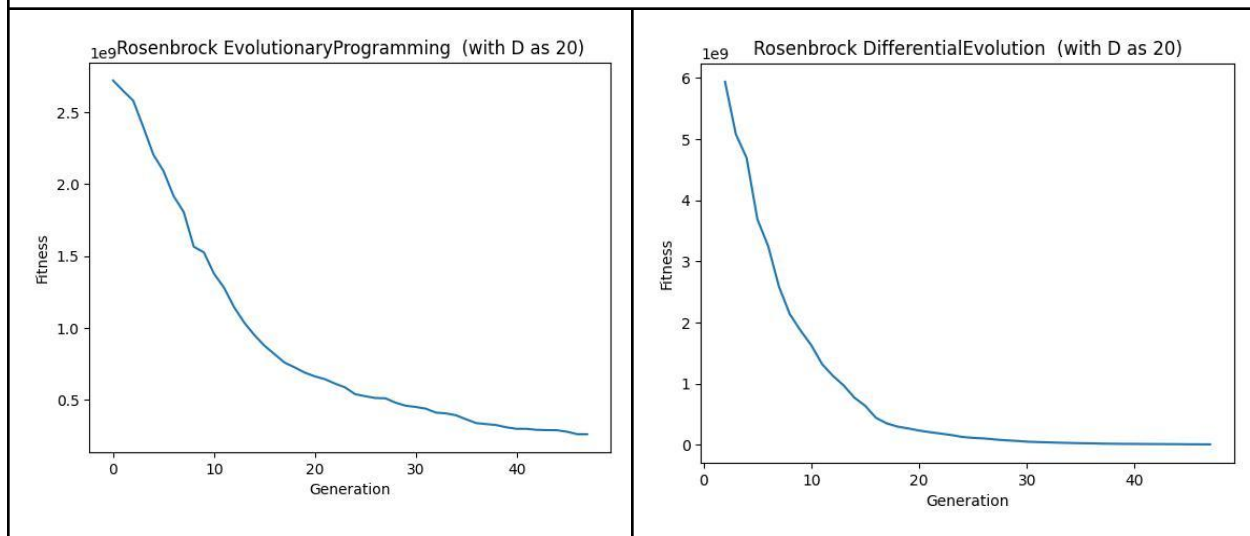 Rosenbrock EvolutionaryProgramming (with D as 20)
1e9
2.5
2.0
1.5
1.0
0.5
Fitness
0
10
20
30
40
Generation
Rosenbrock DifferentialEvolution (with D as 20)
1e9
6
5
4
3
2
1
0
Fitness
0
10
20
30
40
Generation